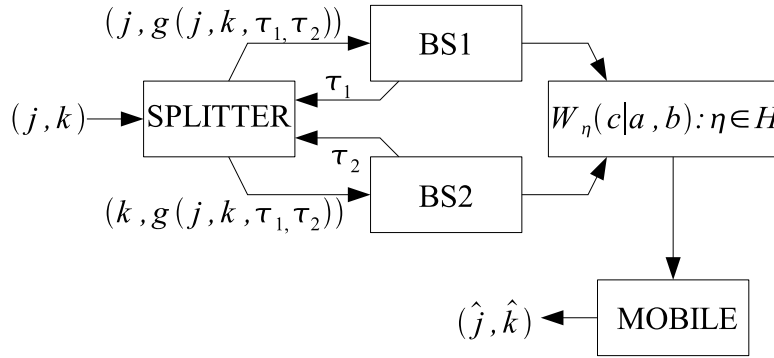 (j, g(j, k, τ₁, τ₂))
BS1
τ₁
(j, k)
SPLITTER
W_η(c|a, b): η∈H
τ₂
(k, g(j, k, τ₁, τ₂))
BS2
(ĵ, k̂)
MOBILE